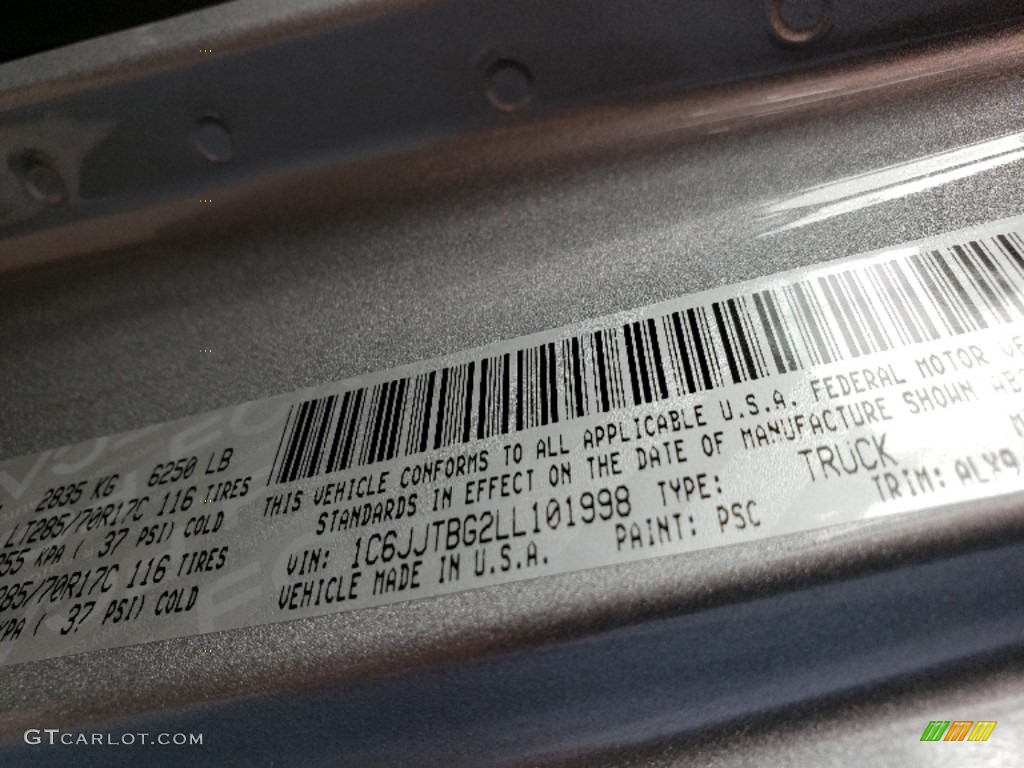 2835 KG 6250 LB
LT285/70R17C 116 TIRES
355 KPA ( 37 PSI) COLD
285/70R17C 116 TIRES
KPA ( 37 PSI) COLD
THIS VEHICLE CONFORMS TO ALL APPLICABLE U.S.A. FEDERAL MOTOR
STANDARDS IN EFFECT ON THE DATE OF MANUFACTURE SHOWN
VIN: 1C6JJTBG2LL101998 TYPE: TRUCK
VEHICLE MADE IN U.S.A. PAINT: PSC TRIM: ALX9
GTCARLOT.COM